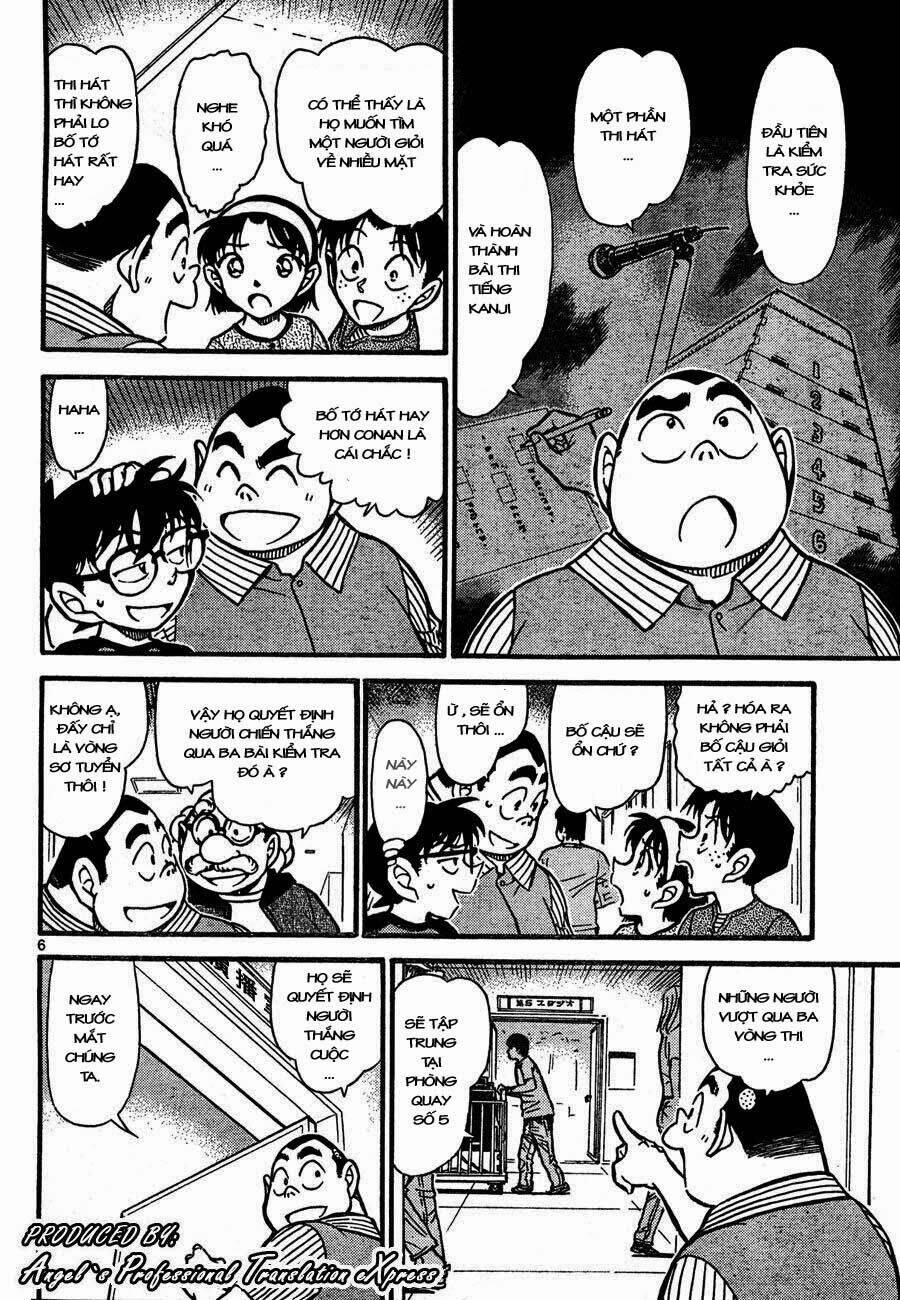 ĐẦU TIÊN
LÀ KIỂM
TRA SỨC
KHỎE
...
MỘT PHẦN
THI HÁT
...
VÀ HOÀN
THÀNH
BÀI THI
TIẾNG
KANJI
1
2
3
4
5
6
CÓ THỂ THẤY LÀ
HỌ MUỐN TÌM
MỘT NGƯỜI GIỎI
VỀ NHIỀU MẶT
NGHE
KHÓ
QUÁ
...
THI HÁT
THÌ KHÔNG
PHẢI LO
BỐ TỚ
HÁT RẤT
HAY
...
BỐ TỚ HÁT HAY
HƠN CONAN LÀ
CÁI CHẮC !
HAHA
...
HẢ ? HÓA RA
KHÔNG PHẢI
BỐ CẬU GIỎI
TẤT CẢ À ?
BỐ CẬU SẼ
ỔN CHỨ ?
Ừ , SẼ ỔN
THÔI ...
NÀY
NÀY
...
VẬY HỌ QUYẾT ĐỊNH
NGƯỜI CHIẾN THẮNG
QUA BA BÀI KIỂM TRA
ĐÓ À ?
KHÔNG Ạ,
ĐẤY CHỈ
LÀ VÒNG
SƠ TUYỂN
THÔI !
6
NHỮNG NGƯỜI
VƯỢT QUA BA
VÒNG THI
...
SẼ TẬP
TRUNG
TẠI
PHÒNG
QUAY
SỐ 5
第5スタジオ
HỌ SẼ
QUYẾT ĐỊNH
NGƯỜI
THẮNG
CUỘC
...
NGAY
TRƯỚC
MẮT
CHÚNG
TA.
PRODUCED BY:
Angel`s Professional Translation eXpress